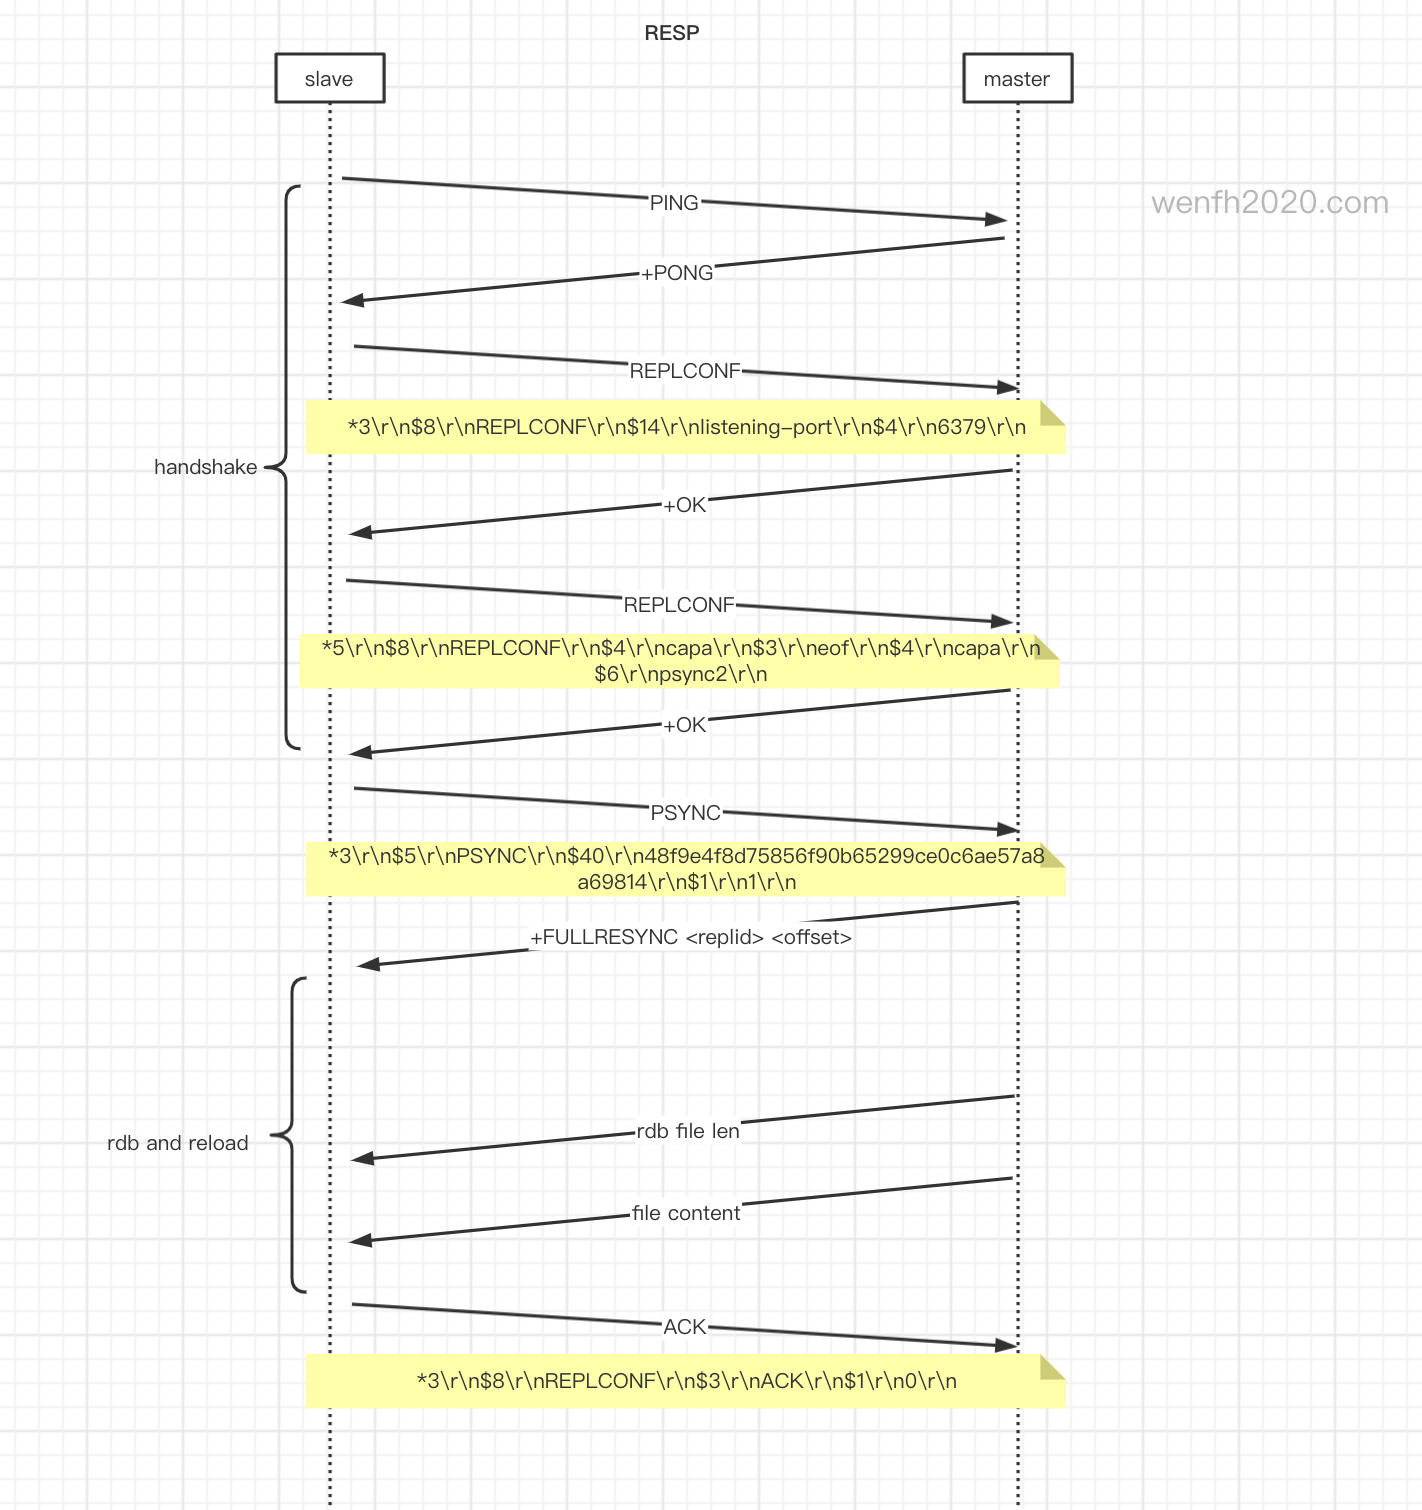 RESP
slave
master
wenfh2020.com
PING
+PONG
REPLCONF
*3\r\n$8\r\nREPLCONF\r\n$14\r\nlistening-port\r\n$4\r\n6379\r\n
handshake
+OK
REPLCONF
*5\r\n$8\r\nREPLCONF\r\n$4\r\ncapa\r\n$3\r\neof\r\n$4\r\ncapa\r\n
$6\r\npsync2\r\n
+OK
PSYNC
*3\r\n$5\r\nPSYNC\r\n$40\r\n48f9e4f8d75856f90b65299ce0c6ae57a8
a69814\r\n$1\r\n1\r\n
+FULLRESYNC <replid> <offset>
rdb file len
rdb and reload
file content
ACK
*3\r\n$8\r\nREPLCONF\r\n$3\r\nACK\r\n$1\r\n0\r\n